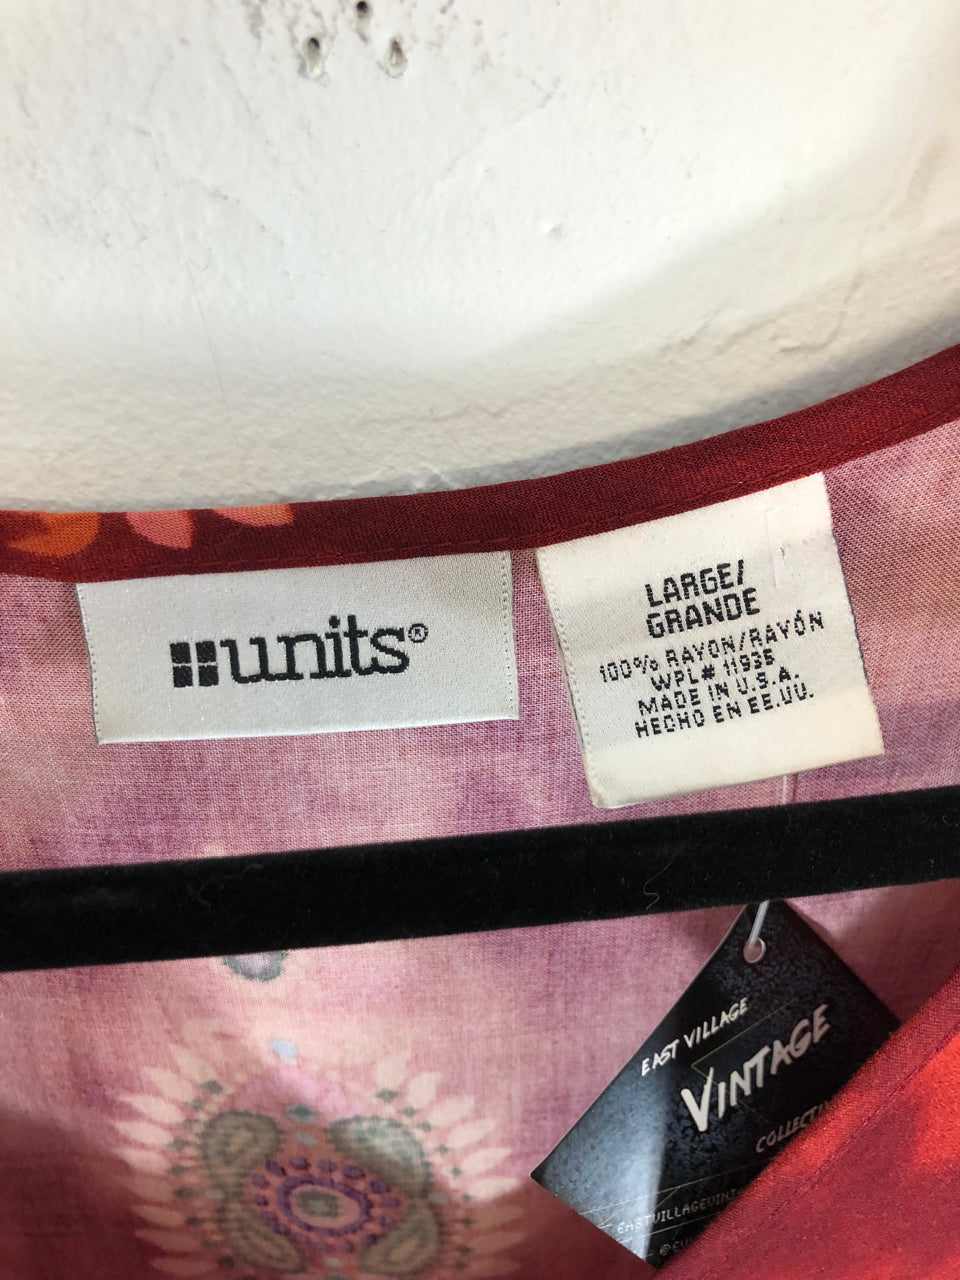 units®
LARGE/
GRANDE
100% RAYON/RAYÓN
WPL# 11935
MADE IN U.S.A.
HECHO EN EE.UU.
EAST VILLAGE
VINTAGE